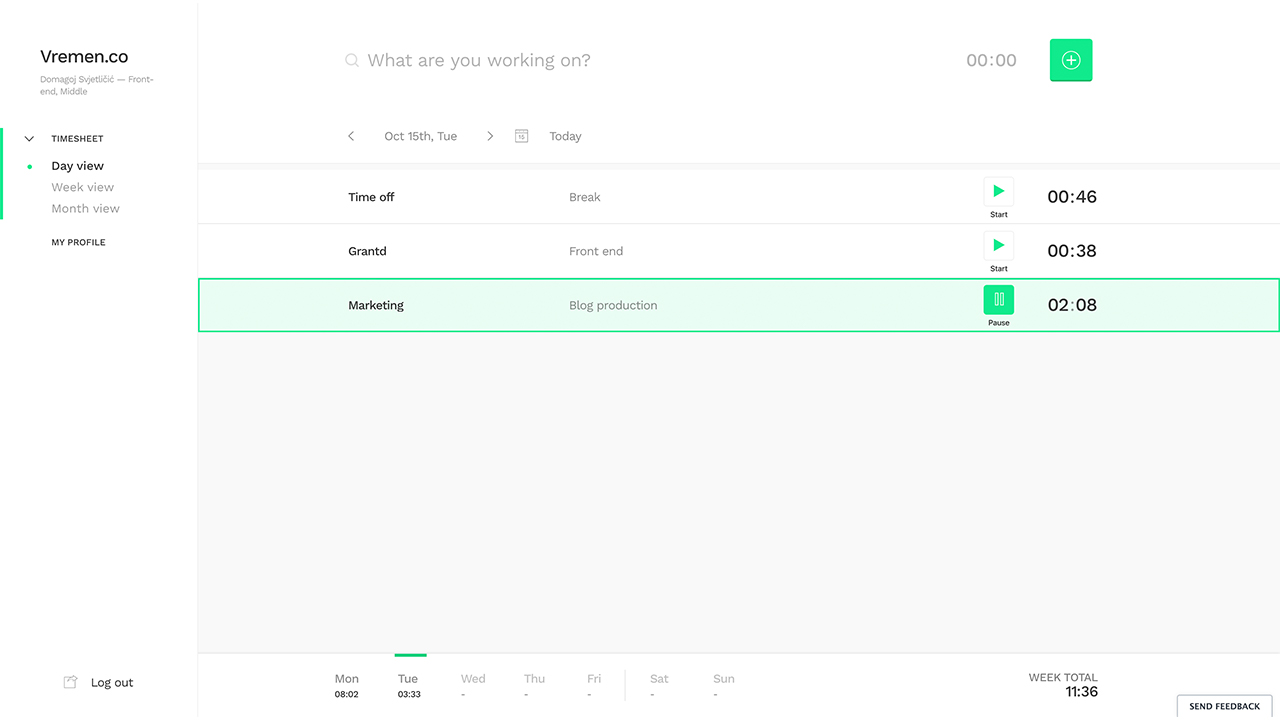 Vremen.co
Domagoj Svjetličić — Front-
end, Middle
TIMESHEET
Day view
Week view
Month view
MY PROFILE
Log out
What are you working on? 00:00
Oct 15th, Tue 15 Today
Time off Break Start 00:46
Grantd Front end Start 00:38
Marketing Blog production Pause 02:08
Mon Tue Wed Thu Fri Sat Sun
08:02 03:33 - - - - -
WEEK TOTAL
11:36
SEND FEEDBACK